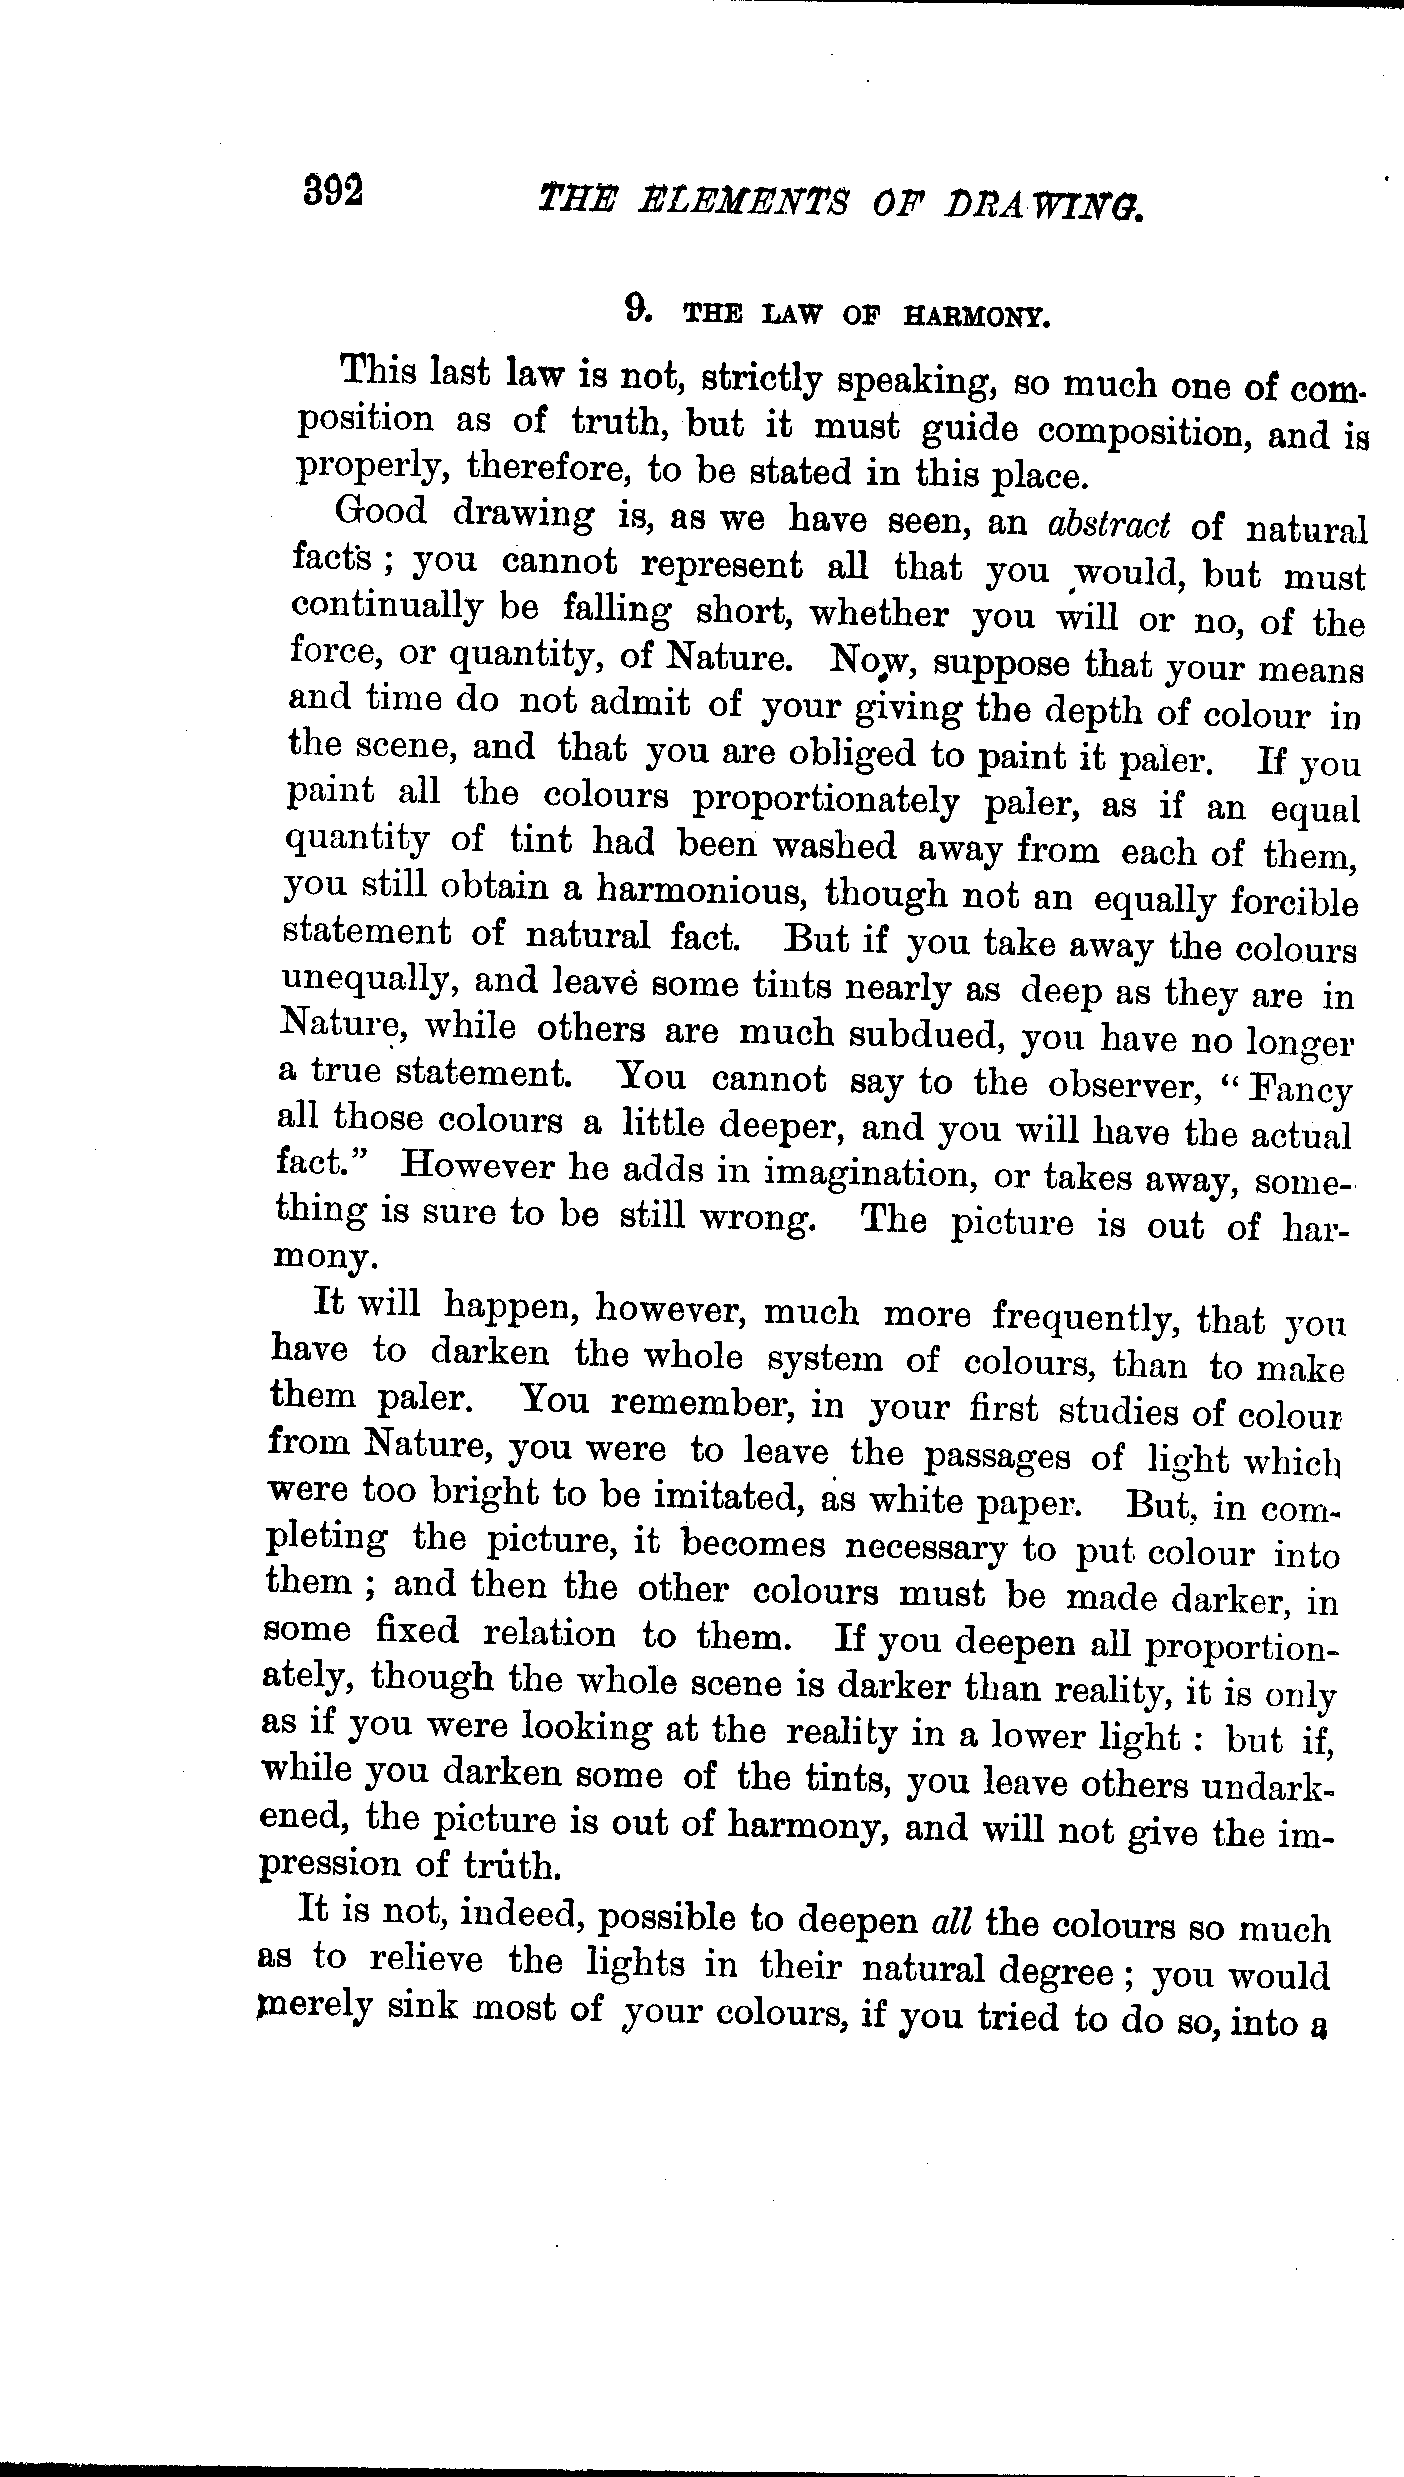 392 THE ELEMENTS OF DRAWING.
9. THE LAW OF HARMONY.
This last law is not, strictly speaking, so much one of com-
position as of truth, but it must guide composition, and is
properly, therefore, to be stated in this place.
Good drawing is, as we have seen, an abstract of natural
facts ; you cannot represent all that you would, but must
continually be falling short, whether you will or no, of the
force, or quantity, of Nature. Now, suppose that your means
and time do not admit of your giving the depth of colour in
the scene, and that you are obliged to paint it paler. If you
paint all the colours proportionately paler, as if an equal
quantity of tint had been washed away from each of them,
you still obtain a harmonious, though not an equally forcible
statement of natural fact. But if you take away the colours
unequally, and leave some tints nearly as deep as they are in
Nature, while others are much subdued, you have no longer
a true statement. You cannot say to the observer, “ Fancy
all those colours a little deeper, and you will have the actual
fact.” However he adds in imagination, or takes away, some-
thing is sure to be still wrong. The picture is out of har-
mony.
It will happen, however, much more frequently, that you
have to darken the whole system of colours, than to make
them paler. You remember, in your first studies of colour
from Nature, you were to leave the passages of light which
were too bright to be imitated, as white paper. But, in com-
pleting the picture, it becomes necessary to put colour into
them ; and then the other colours must be made darker, in
some fixed relation to them. If you deepen all proportion-
ately, though the whole scene is darker than reality, it is only
as if you were looking at the reality in a lower light : but if,
while you darken some of the tints, you leave others undark-
ened, the picture is out of harmony, and will not give the im-
pression of truth.
It is not, indeed, possible to deepen all the colours so much
as to relieve the lights in their natural degree ; you would
merely sink most of your colours, if you tried to do so, into a